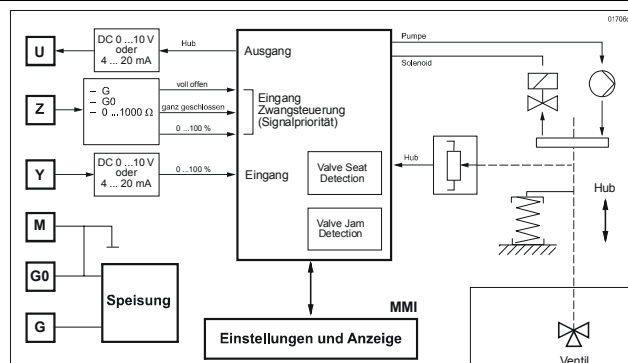 01706
Pumpe
Solenoid
U
DC 0 ...10 V
oder
4 ... 20 mA
Hub
Ausgang
Z
– G
– G0
– 0 ...1000 Ω
voll offen
ganz geschlossen
0 ...100 %
Eingang
Zwangsteuerung
(Signalpriorität)
Y
DC 0 ...10 V
oder
4 ... 20 mA
0 ...100 %
Eingang
Valve Seat
Detection
Valve Jam
Detection
Hub
Hub
M
G0
G
Speisung
MMI
Einstellungen und Anzeige
Ventil